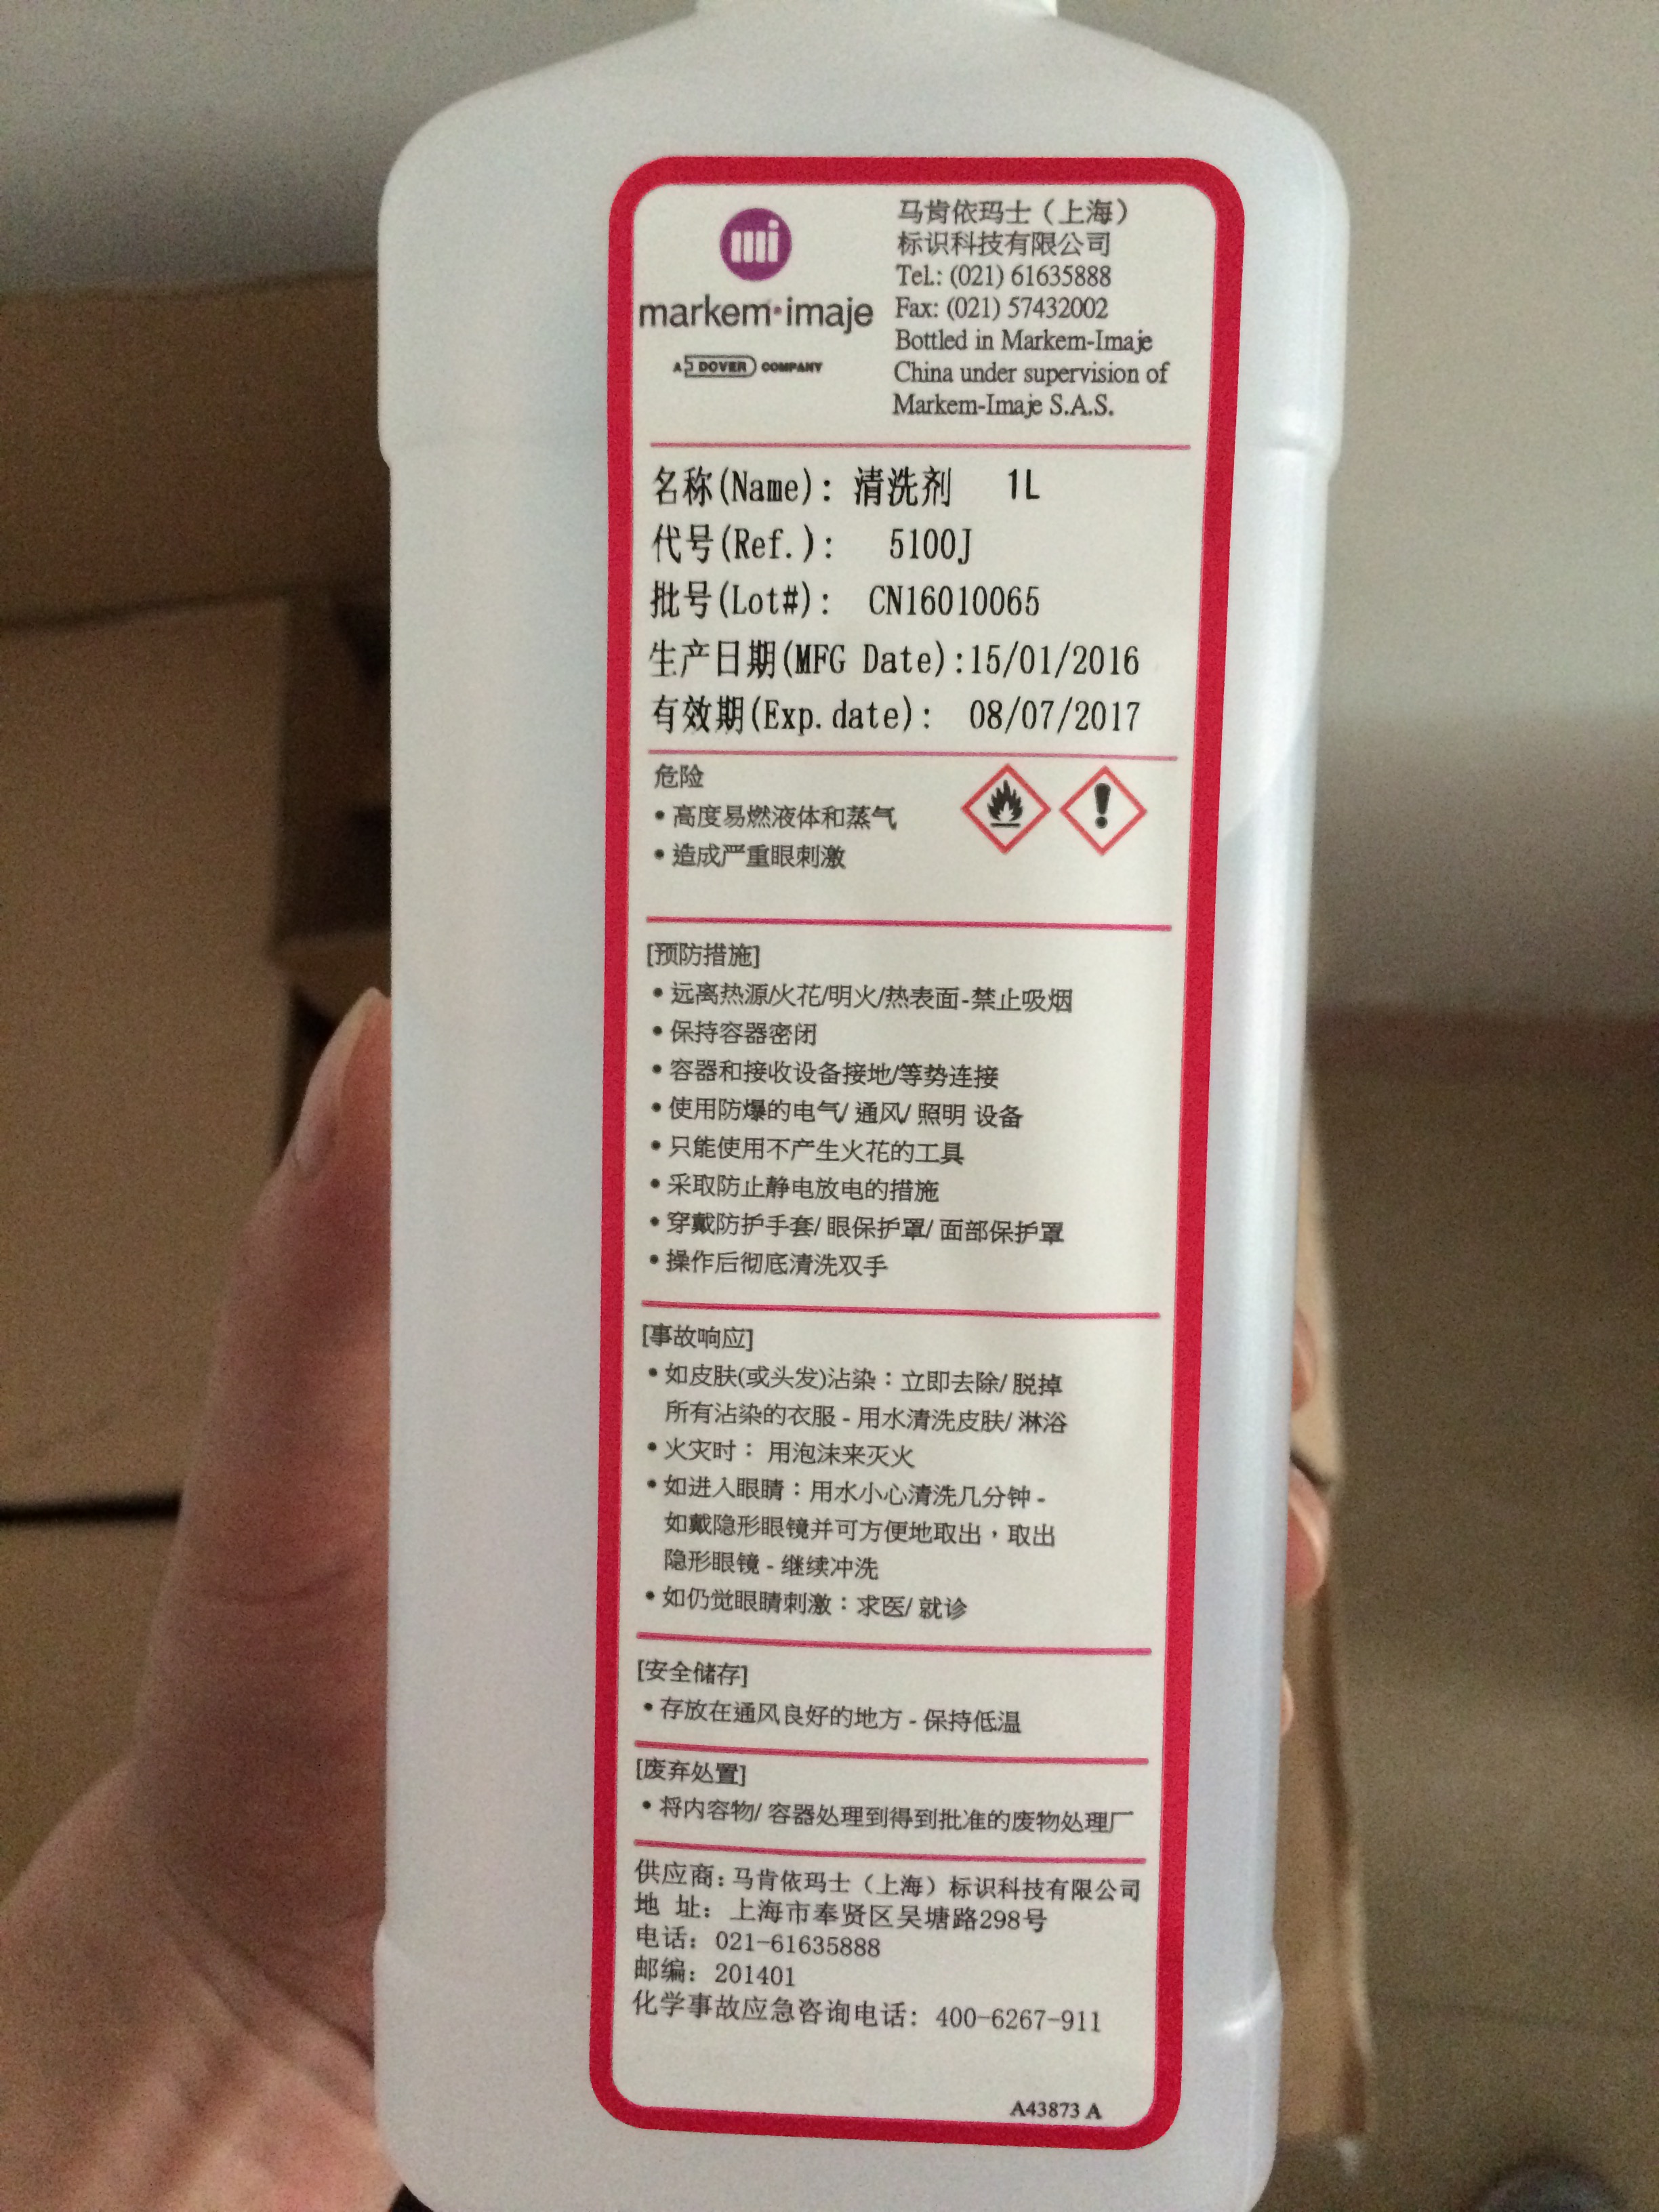 markem·imaje
A DOVER COMPANY
马肯依玛士（上海）
标识科技有限公司
Tel.: (021) 61635888
Fax: (021) 57432002
Bottled in Markem-Imaje
China under supervision of
Markem-Imaje S.A.S.
名称(Name): 清洗剂 1L
代号(Ref.): 5100J
批号(Lot#): CN16010065
生产日期(MFG Date):15/01/2016
有效期(Exp.date): 08/07/2017
危险
• 高度易燃液体和蒸气
• 造成严重眼刺激
[预防措施]
• 远离热源/火花/明火/热表面-禁止吸烟
• 保持容器密闭
• 容器和接收设备接地/等势连接
• 使用防爆的电气/ 通风/ 照明 设备
• 只能使用不产生火花的工具
• 采取防止静电放电的措施
• 穿戴防护手套/ 眼保护罩/ 面部保护罩
• 操作后彻底清洗双手
[事故响应]
• 如皮肤(或头发)沾染：立即去除/ 脱掉
所有沾染的衣服 - 用水清洗皮肤/ 淋浴
• 火灾时： 用泡沫来灭火
• 如进入眼睛：用水小心清洗几分钟 -
如戴隐形眼镜并可方便地取出，取出
隐形眼镜 - 继续冲洗
• 如仍觉眼睛刺激：求医/ 就诊
[安全储存]
• 存放在通风良好的地方 - 保持低温
[废弃处置]
• 将内容物/ 容器处理到得到批准的废物处理厂
供应商: 马肯依玛士（上海）标识科技有限公司
地 址: 上海市奉贤区吴塘路298号
电话: 021-61635888
邮编: 201401
化学事故应急咨询电话: 400-6267-911
A43873 A